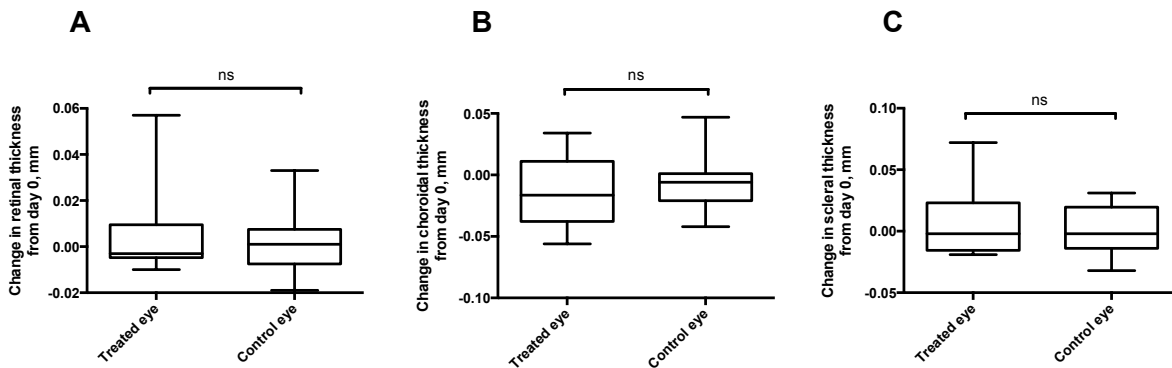 A
ns
Change in retinal thickness
from day 0, mm
0.06
0.04
0.02
0.00
-0.02
Treated eye
Control eye
B
ns
Change in choroidal thickness
from day 0, mm
0.05
0.00
-0.05
-0.10
Treated eye
Control eye
C
ns
Change in scleral thickness
from day 0, mm
0.10
0.05
0.00
-0.05
Treated eye
Control eye